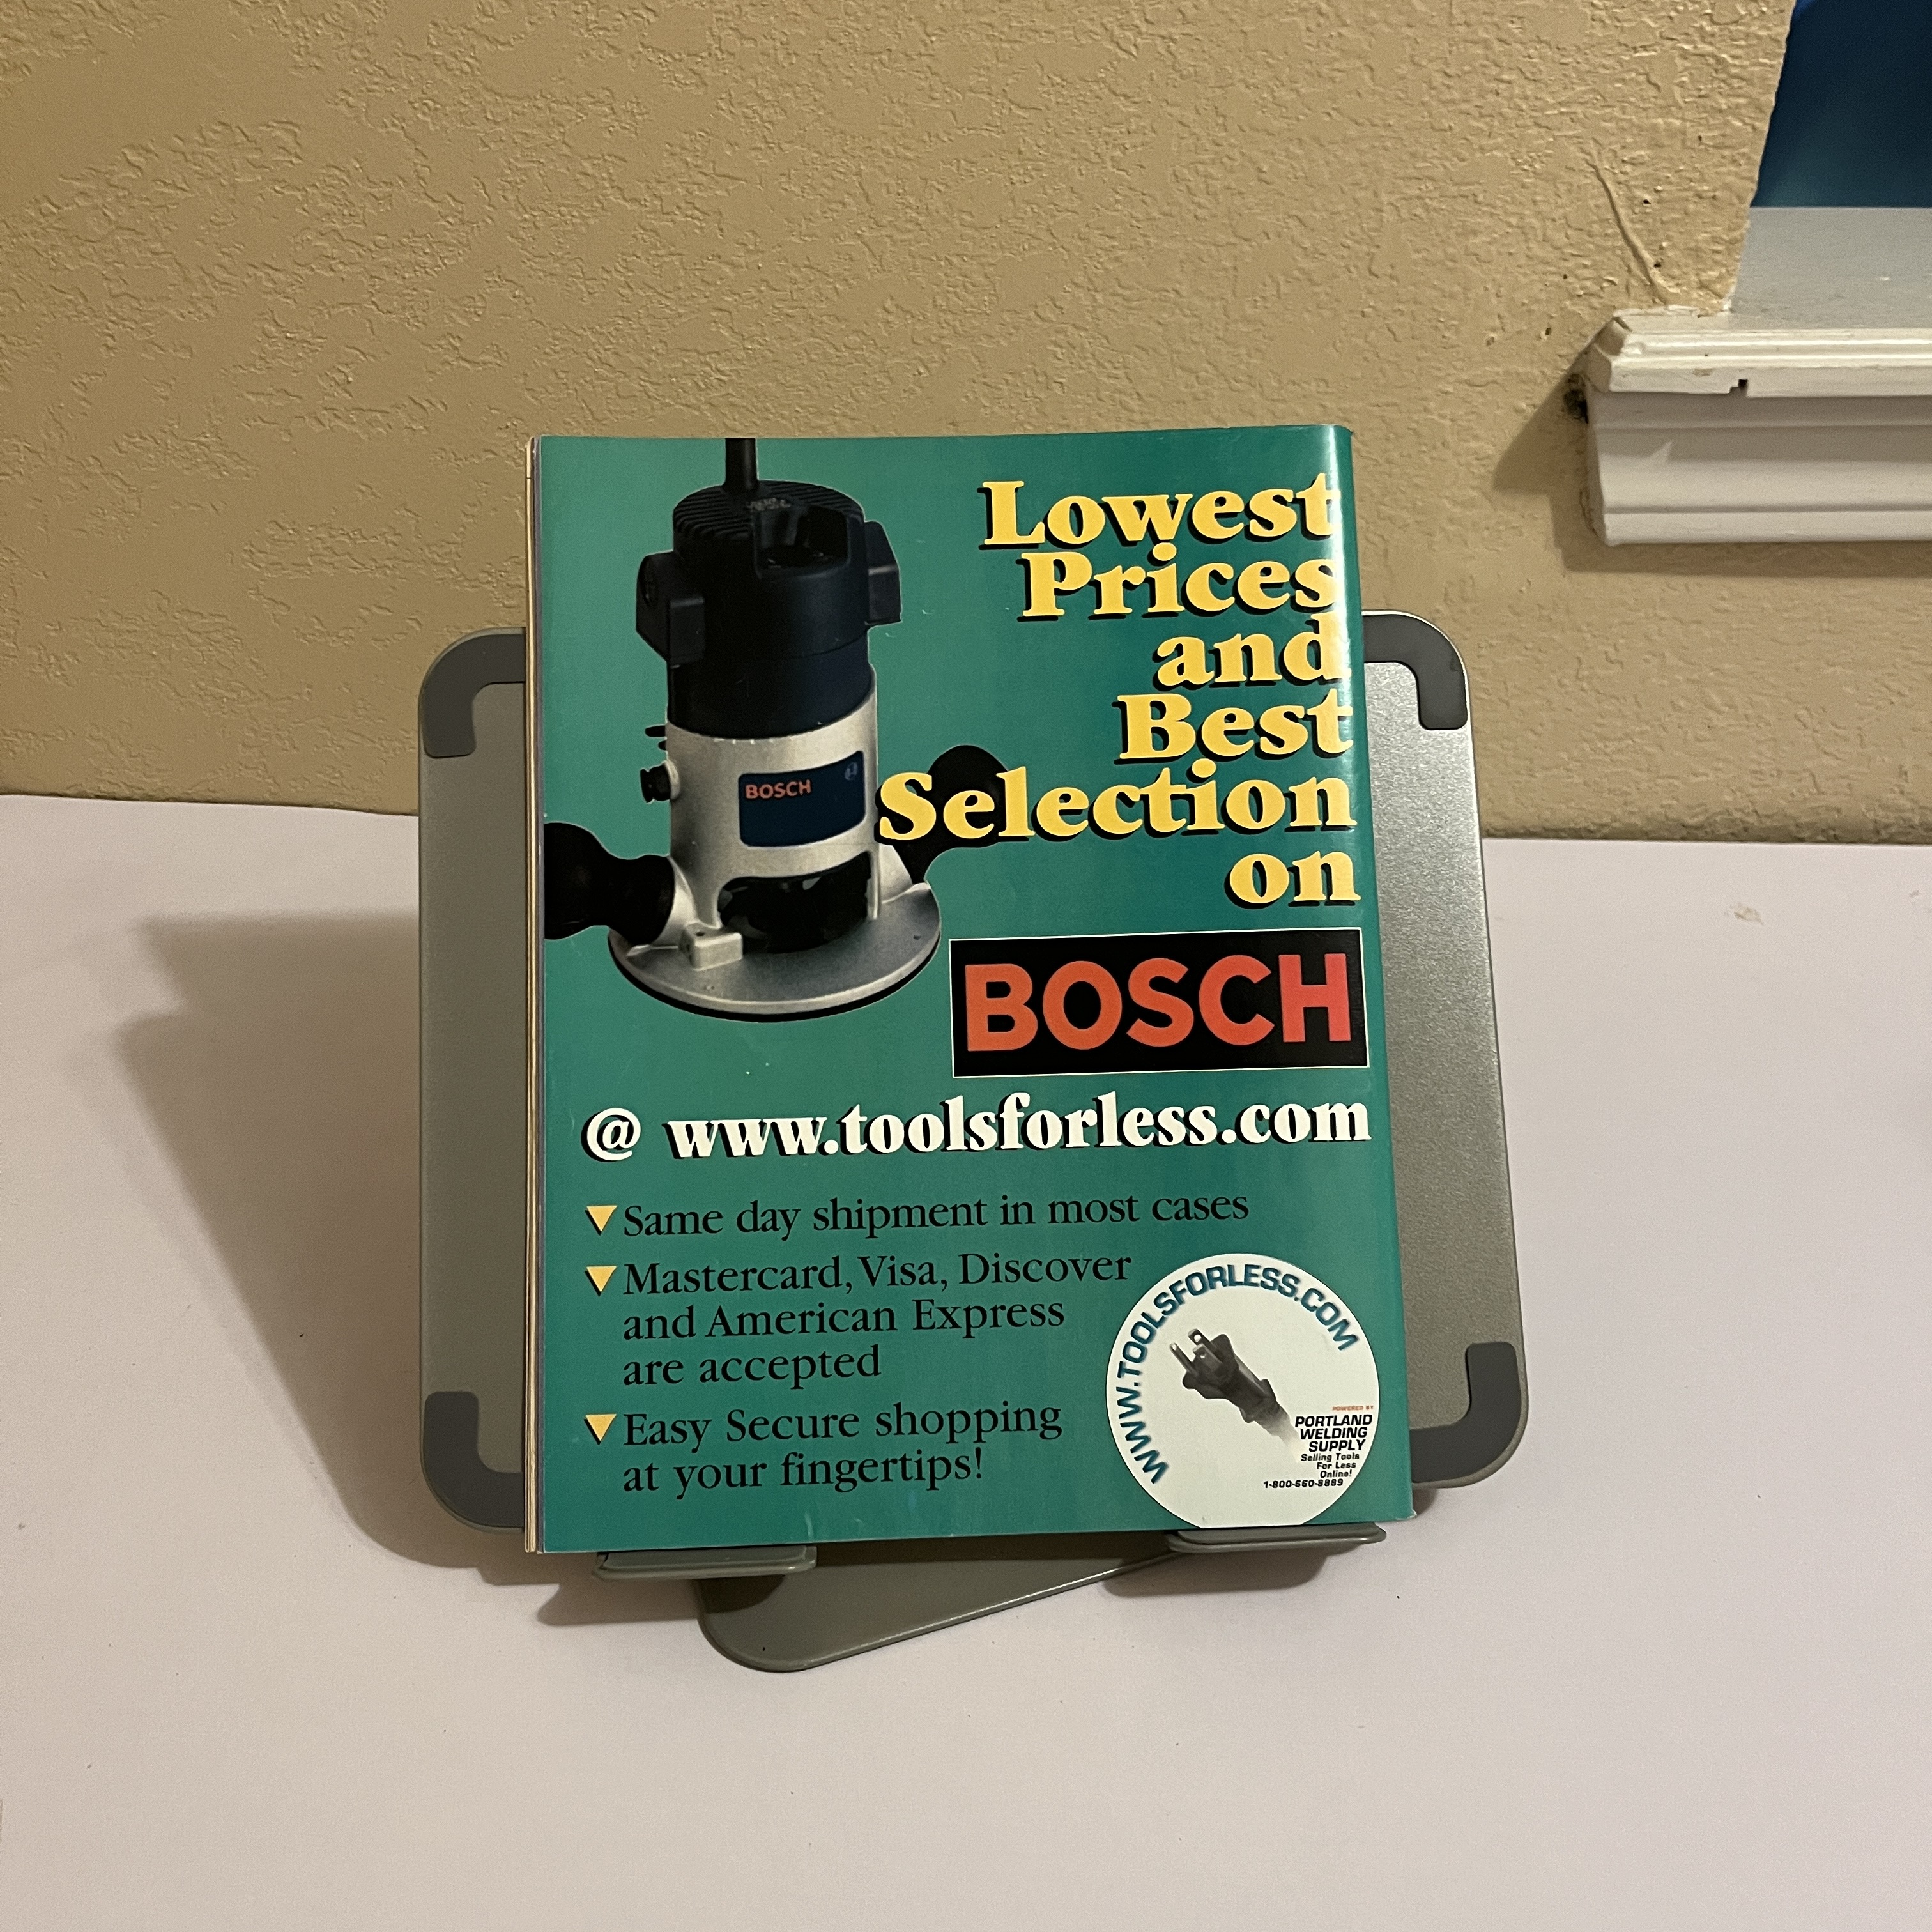 Lowest
Prices
and
Best
Selection
on
BOSCH
BOSCH
@ www.toolsforless.com
Same day shipment in most cases
Mastercard, Visa, Discover
and American Express
are accepted
Easy Secure shopping
at your fingertips!
WWW.TOOLSFORLESS.COM
POWERED BY
PORTLAND
WELDING
SUPPLY
Selling Tools
For Less
Online!
1-800-660-8889